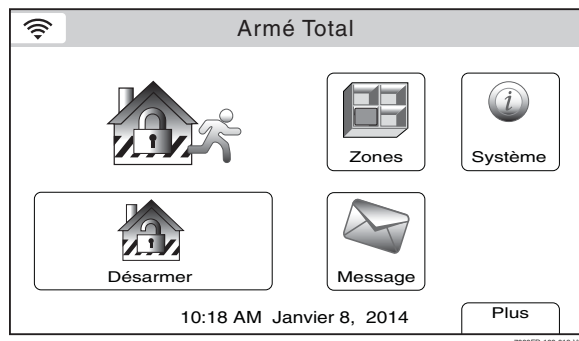 Armé Total
Zones
Système
Désarmer
Message
10:18 AM Janvier 8, 2014
Plus